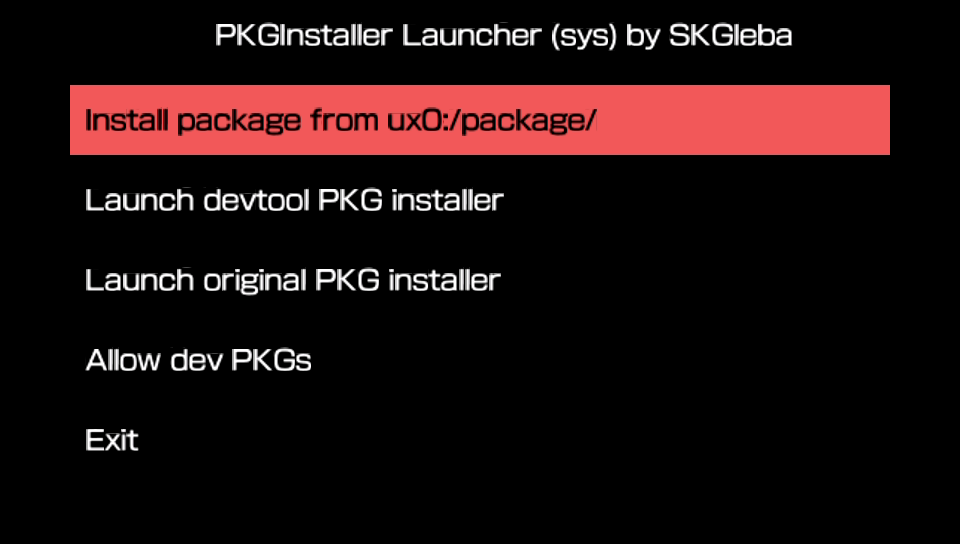 PKGInstaller Launcher (sys) by SKGleba
Install package from ux0:/package/
Launch devtool PKG installer
Launch original PKG installer
Allow dev PKGs
Exit